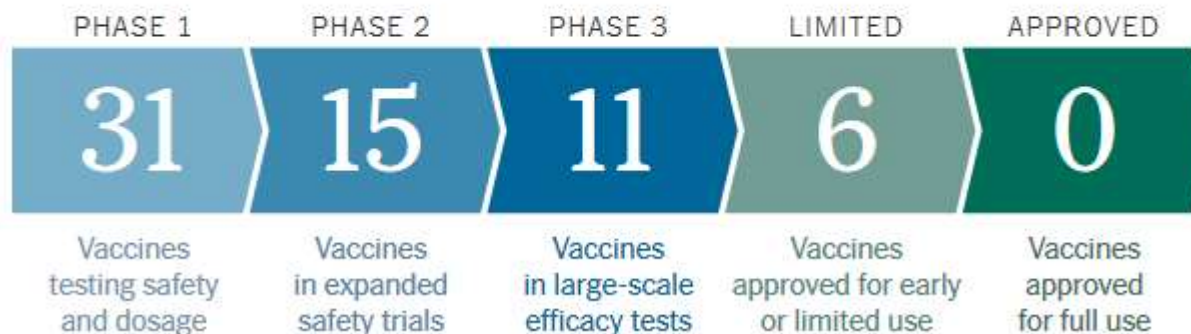 PHASE 1
PHASE 2
PHASE 3
LIMITED
APPROVED
31
15
11
6
0
Vaccines
testing safety
and dosage
Vaccines
in expanded
safety trials
Vaccines
in large-scale
efficacy tests
Vaccines
approved for early
or limited use
Vaccines
approved
for full use